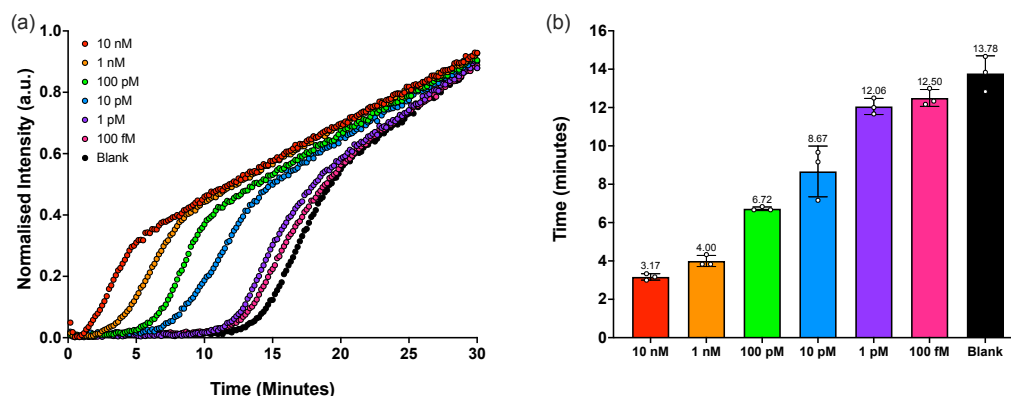 (a)
Normalised Intensity (a.u.)
1.0
0.8
0.6
0.4
0.2
0.0
10 nM
1 nM
100 pM
10 pM
1 pM
100 fM
Blank
0 5 10 15 20 25 30
Time (Minutes)
(b)
Time (minutes)
16
14
12
10
8
6
4
2
0
3.17
4.00
6.72
8.67
12.06
12.50
13.78
10 nM 1 nM 100 pM 10 pM 1 pM 100 fM Blank